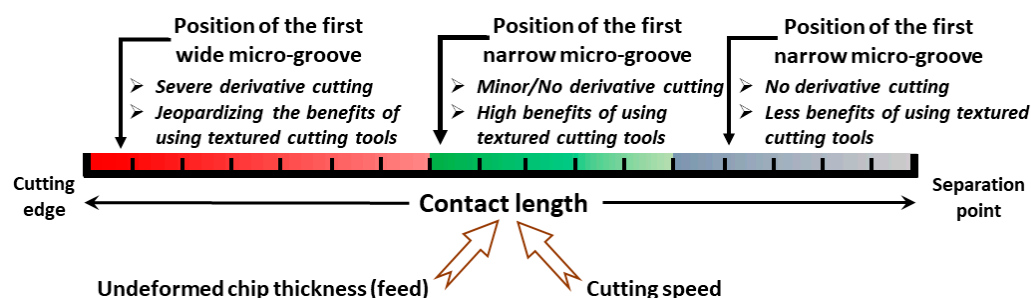 Position of the first
wide micro-groove
➢ Severe derivative cutting
➢ Jeopardizing the benefits of
using textured cutting tools
Position of the first
narrow micro-groove
➢ Minor/No derivative cutting
➢ High benefits of using
textured cutting tools
Position of the first
narrow micro-groove
➢ No derivative cutting
➢ Less benefits of using textured
cutting tools
Cutting
edge
Contact length
Separation
point
Undeformed chip thickness (feed)
Cutting speed